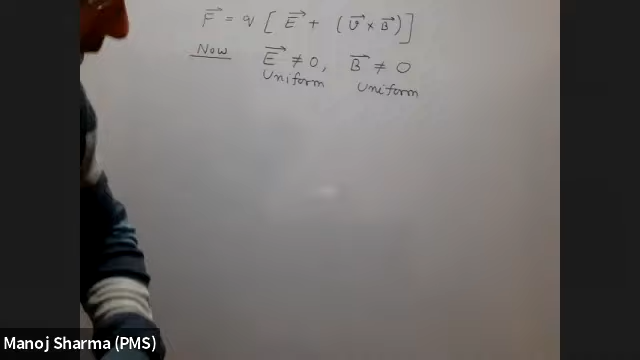 F⃗ = q [ E⃗ + (v⃗ × B⃗) ]
Now E⃗ ≠ 0, B⃗ ≠ 0
Uniform Uniform
Manoj Sharma (PMS)